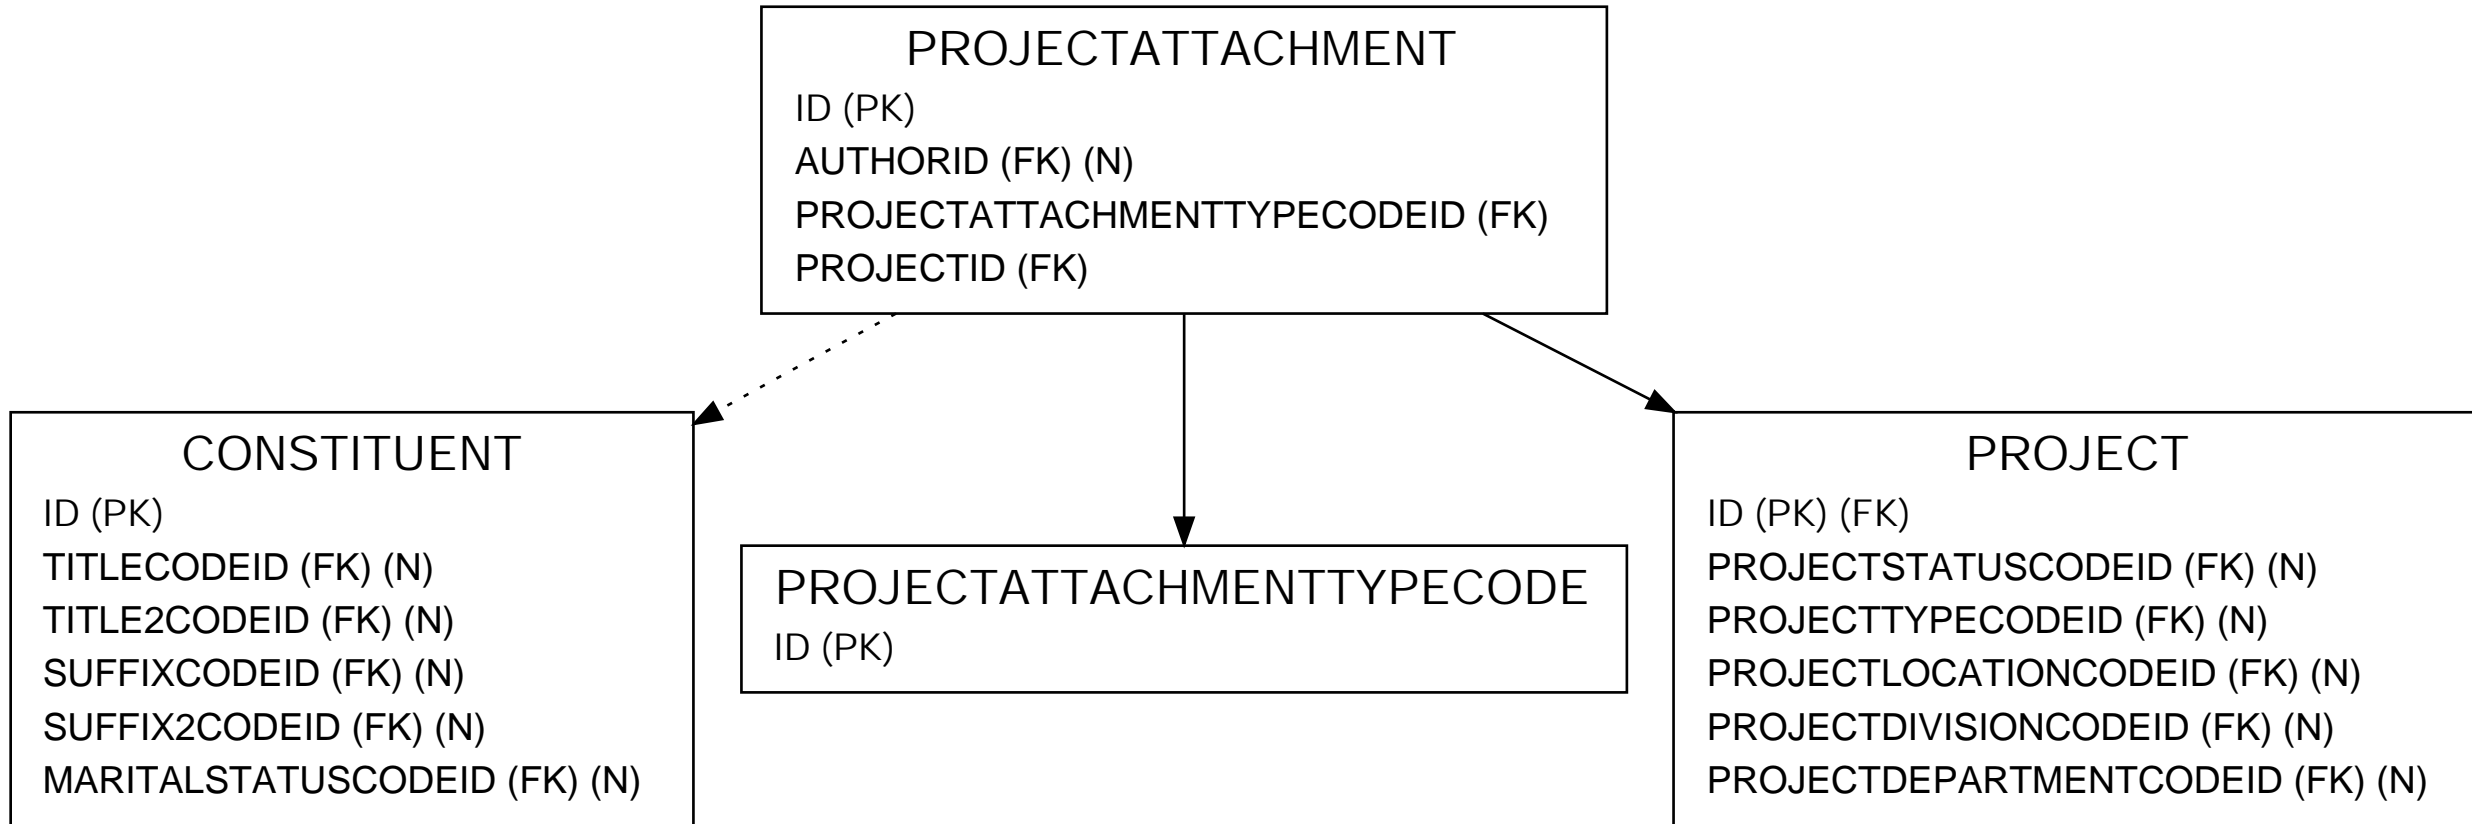 PROJECTATTACHMENT
ID (PK)
AUTHORID (FK) (N)
PROJECTATTACHMENTTYPECODEID (FK)
PROJECTID (FK)
CONSTITUENT
ID (PK)
TITLECODEID (FK) (N)
TITLE2CODEID (FK) (N)
SUFFIXCODEID (FK) (N)
SUFFIX2CODEID (FK) (N)
MARITALSTATUSCODEID (FK) (N)
PROJECTATTACHMENTTYPECODE
ID (PK)
PROJECT
ID (PK) (FK)
PROJECTSTATUSCODEID (FK) (N)
PROJECTTYPECODEID (FK) (N)
PROJECTLOCATIONCODEID (FK) (N)
PROJECTDIVISIONCODEID (FK) (N)
PROJECTDEPARTMENTCODEID (FK) (N)